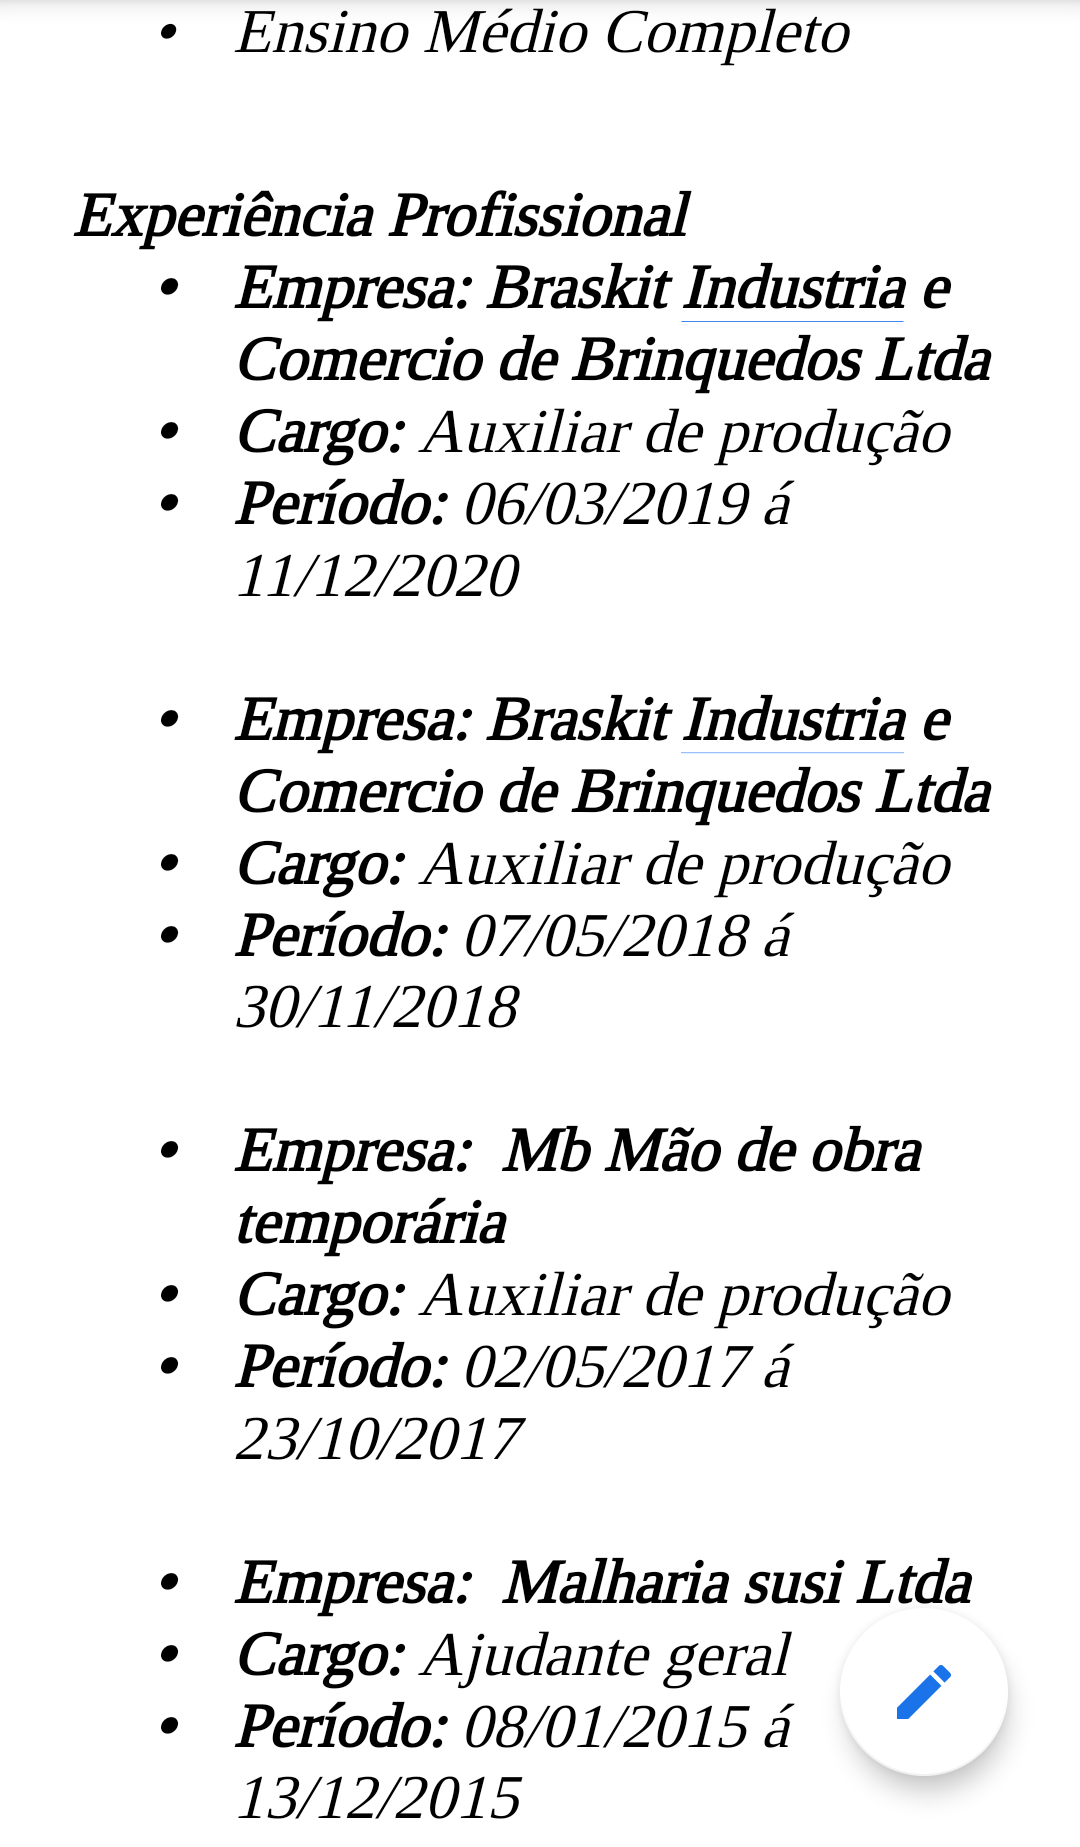 • Ensino Médio Completo
Experiência Profissional
• Empresa: Braskit Industria e
Comercio de Brinquedos Ltda
• Cargo: Auxiliar de produção
• Período: 06/03/2019 á
11/12/2020
• Empresa: Braskit Industria e
Comercio de Brinquedos Ltda
• Cargo: Auxiliar de produção
• Período: 07/05/2018 á
30/11/2018
• Empresa:  Mb Mão de obra
temporária
• Cargo: Auxiliar de produção
• Período: 02/05/2017 á
23/10/2017
• Empresa:  Malharia susi Ltda
• Cargo: Ajudante geral
• Período: 08/01/2015 á
13/12/2015